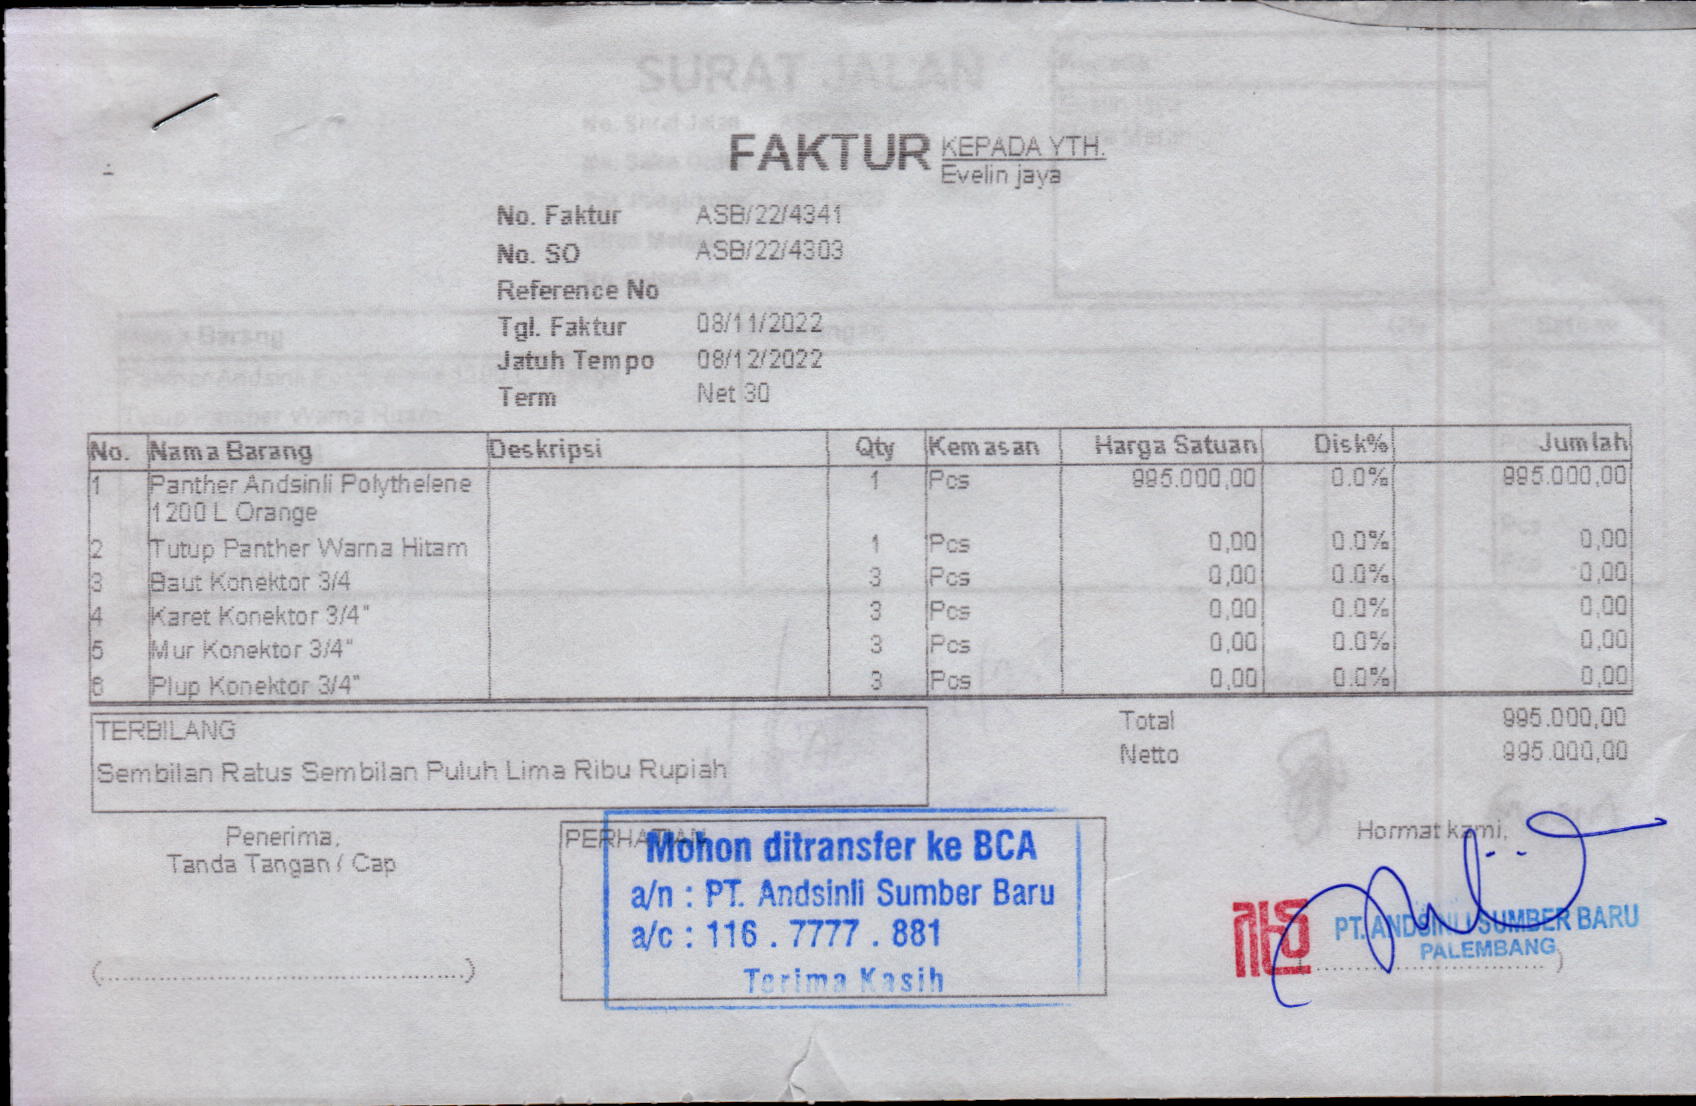 FAKTUR
KEPADA YTH.
Evelin jaya
No. Faktur ASB/22/4341
No. SO ASB/22/4303
Reference No
Tgl. Faktur 08/11/2022
Jatuh Tempo 08/12/2022
Term Net 30
No. Nama Barang Deskripsi Qty Kemasan Harga Satuan Disk% Jumlah
1 Panther Andsinli Polythelene 1 Pcs 995.000,00 0.0% 995.000,00
1200 L Orange
2 Tutup Panther Warna Hitam 1 Pcs 0,00 0.0% 0,00
3 Baut Konektor 3/4 3 Pcs 0,00 0.0% 0,00
4 Karet Konektor 3/4" 3 Pcs 0,00 0.0% 0,00
5 Mur Konektor 3/4" 3 Pcs 0,00 0.0% 0,00
6 Plup Konektor 3/4" 3 Pcs 0,00 0.0% 0,00
TERBILANG
Sembilan Ratus Sembilan Puluh Lima Ribu Rupiah
Total 995.000,00
Netto 995.000,00
Penerima,
Tanda Tangan / Cap
(.....................................................)
PERHATIAN
Mohon ditransfer ke BCA
a/n : PT. Andsinli Sumber Baru
a/c : 116 . 7777 . 881
Terima Kasih
Hormat kami,
PT. ANDSINLI SUMBER BARU
PALEMBANG
SURAT JALAN